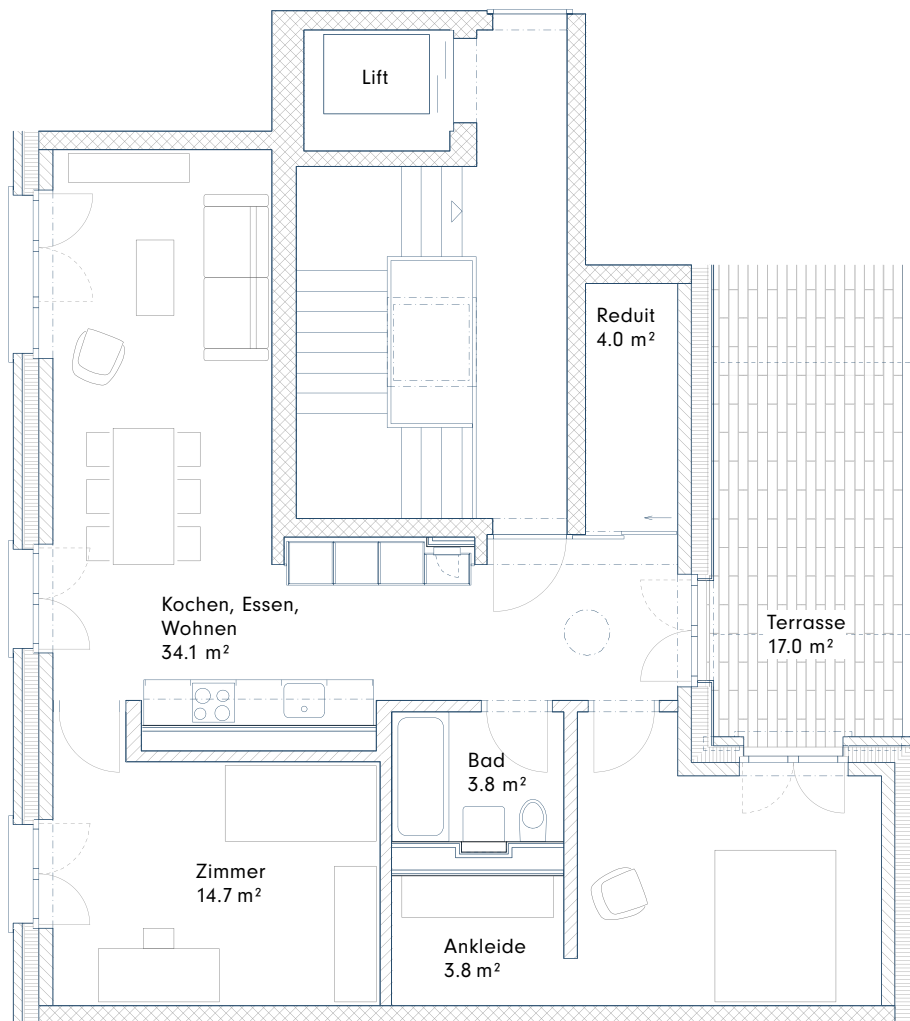 Lift
Reduit
4.0 m²
Kochen, Essen,
Wohnen
34.1 m²
Terrasse
17.0 m²
Bad
3.8 m²
Zimmer
14.7 m²
Ankleide
3.8 m²